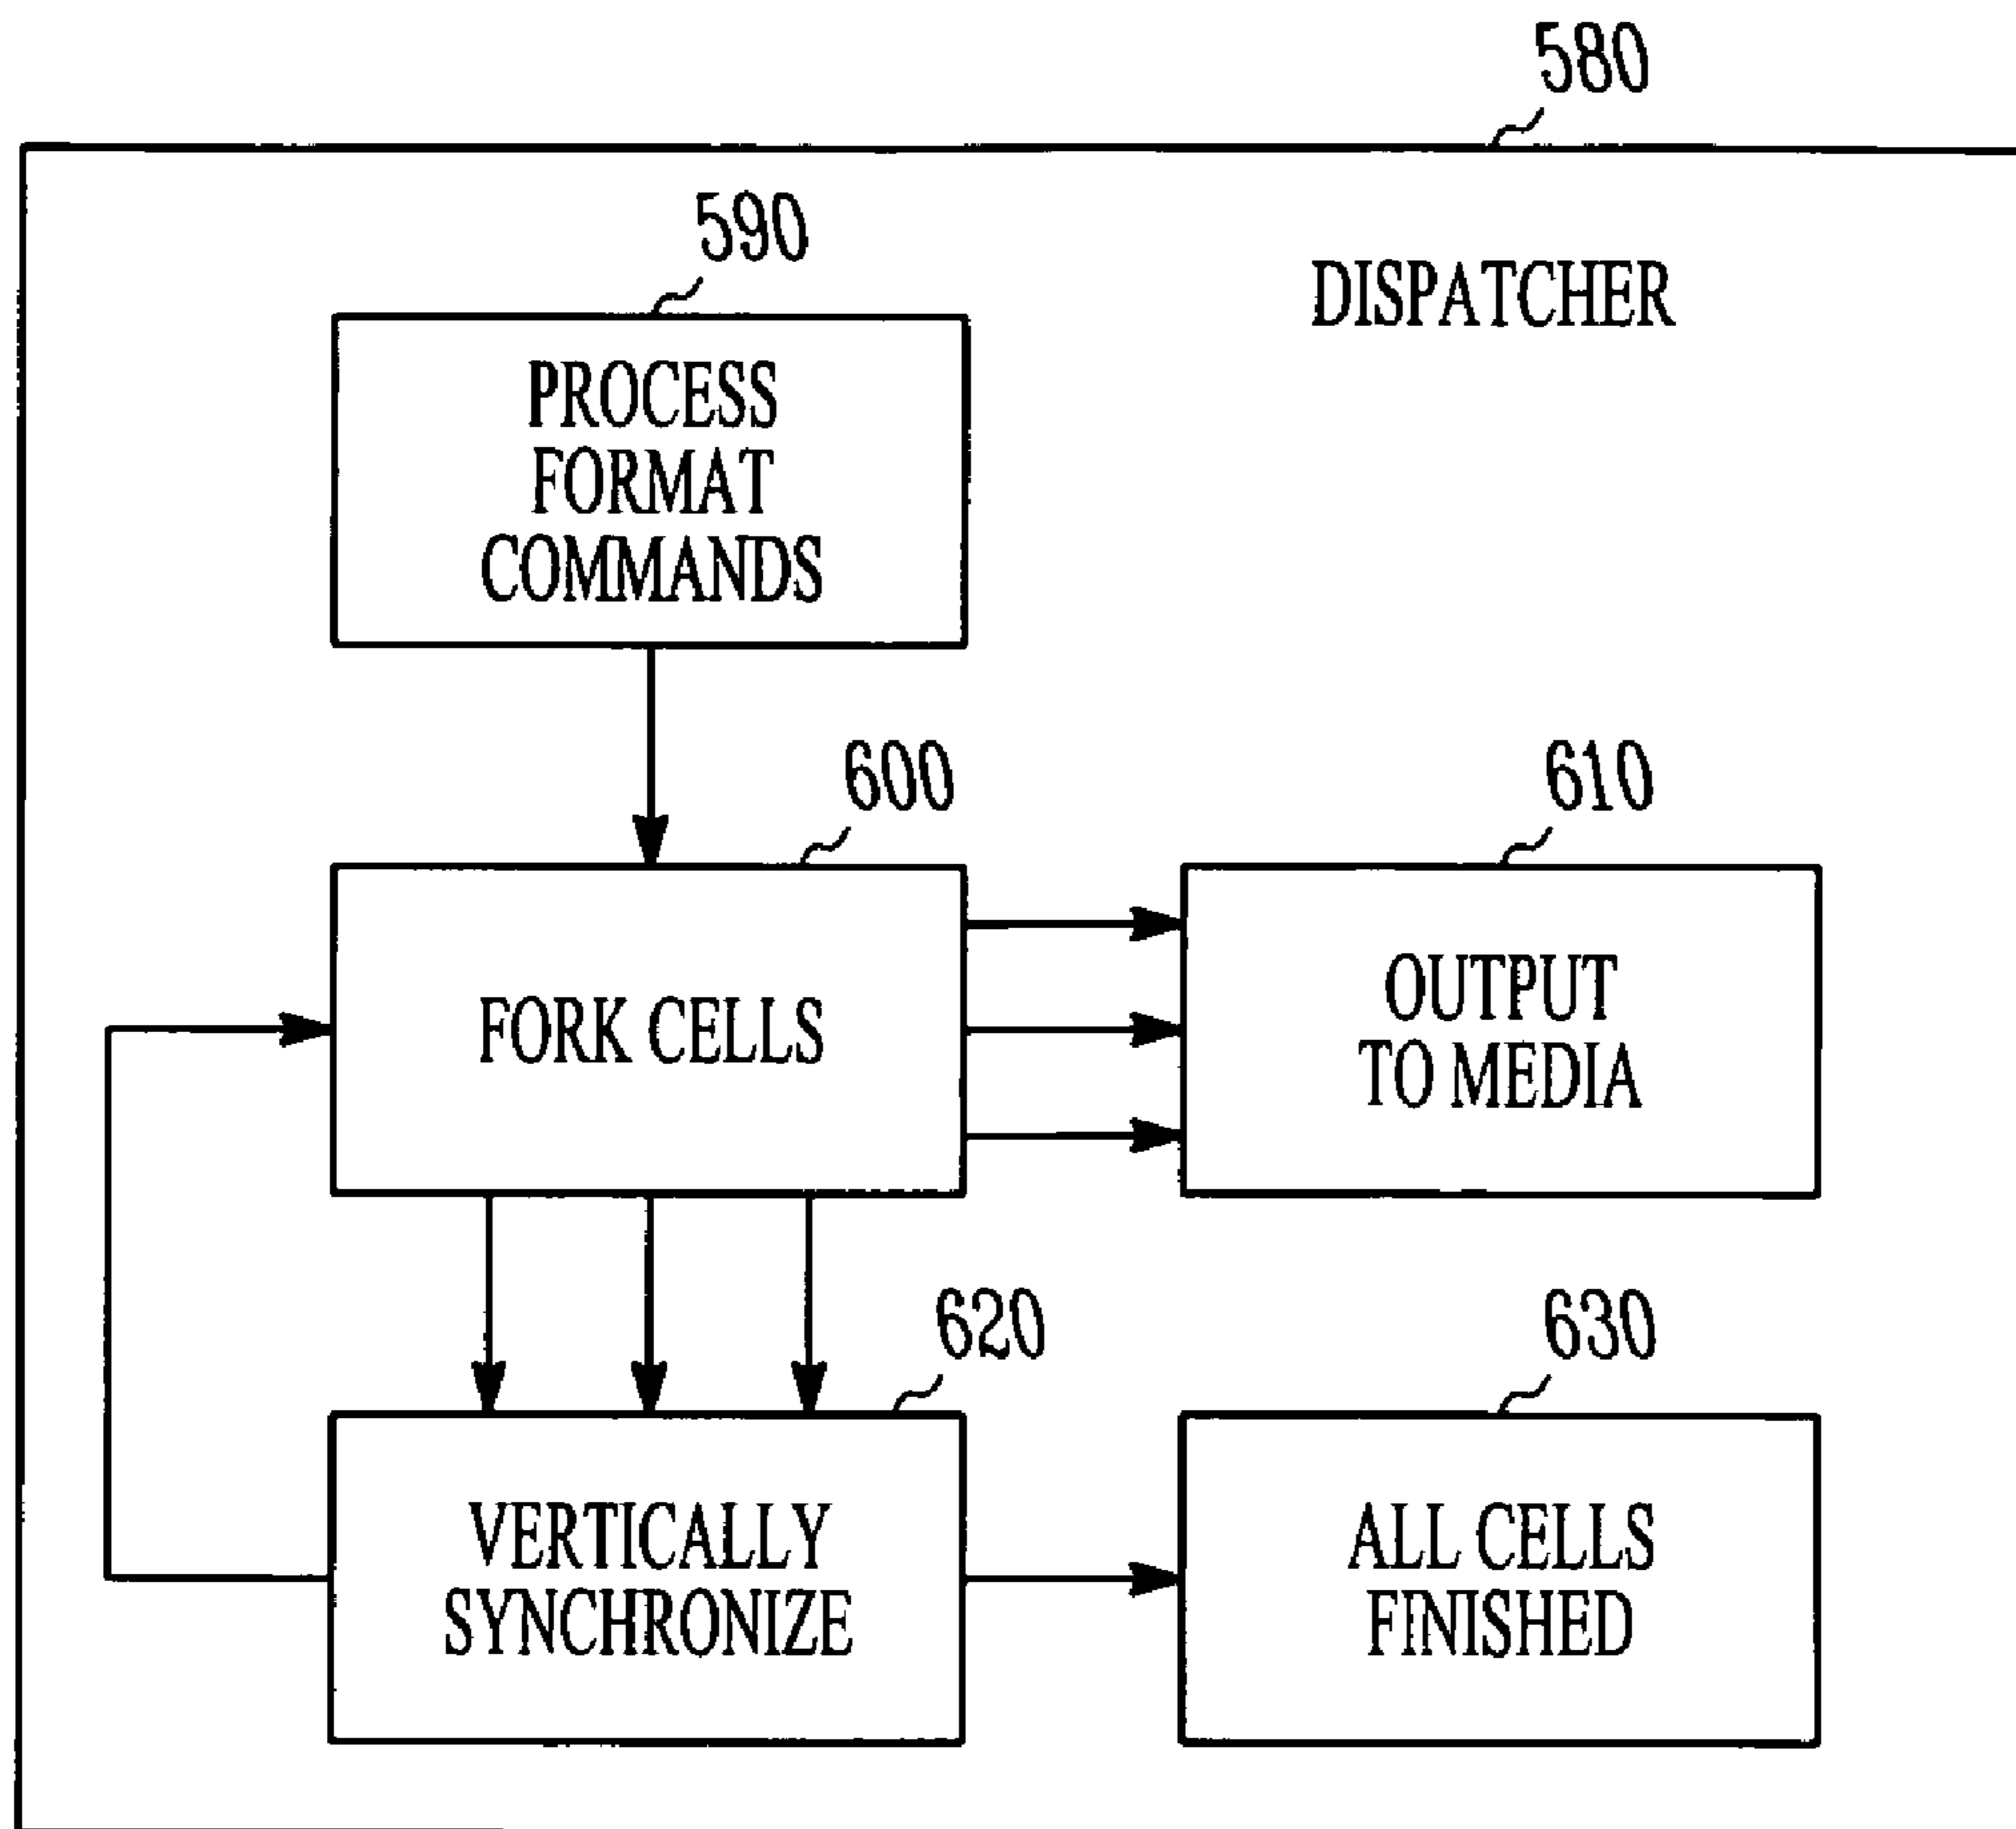 580
590
DISPATCHER
PROCESS
FORMAT
COMMANDS
600
610
FORK CELLS
OUTPUT
TO MEDIA
620
630
VERTICALLY
SYNCHRONIZE
ALL CELLS
FINISHED